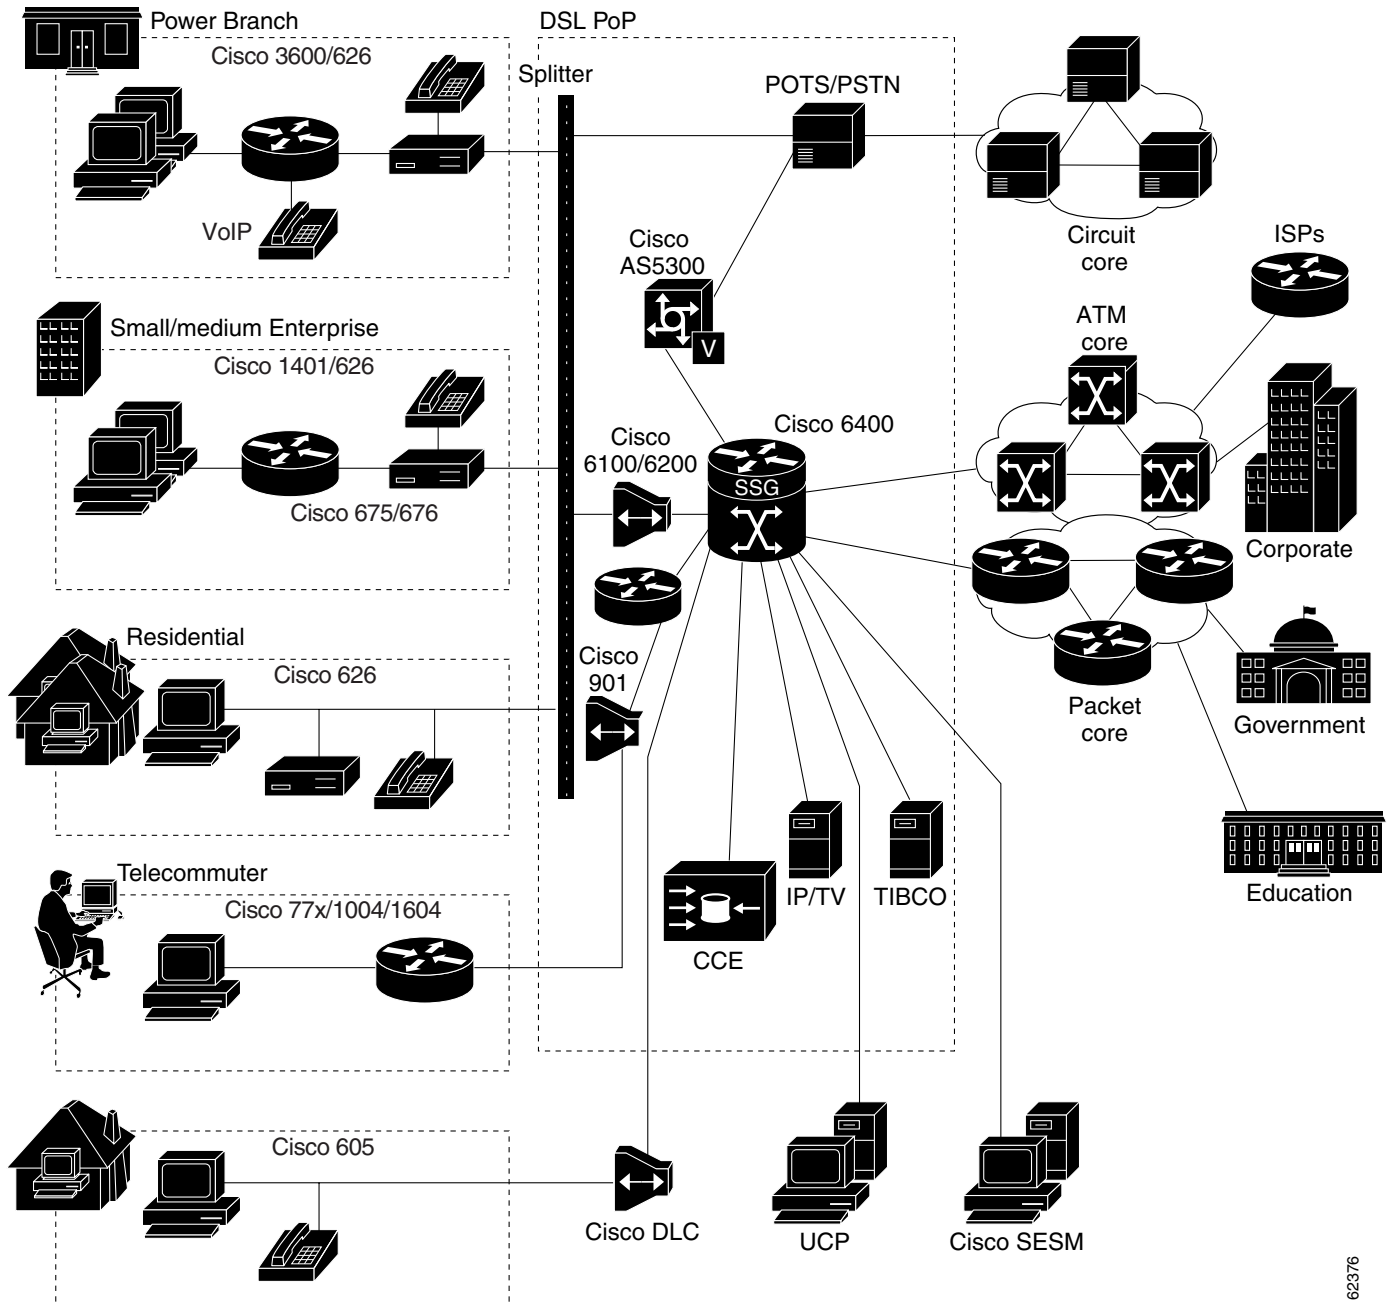 Power Branch
DSL PoP
Cisco 3600/626
Splitter
POTS/PSTN
VoIP
Circuit
core
Cisco
AS5300
V
ISPs
Small/medium Enterprise
Cisco 1401/626
ATM
core
Cisco
6100/6200
Cisco 6400
SSG
Cisco 675/676
Corporate
Residential
Cisco 626
Cisco
901
Packet
core
Government
Telecommuter
Cisco 77x/1004/1604
IP/TV
TIBCO
Education
CCE
Cisco 605
Cisco DLC
UCP
Cisco SESM
62376